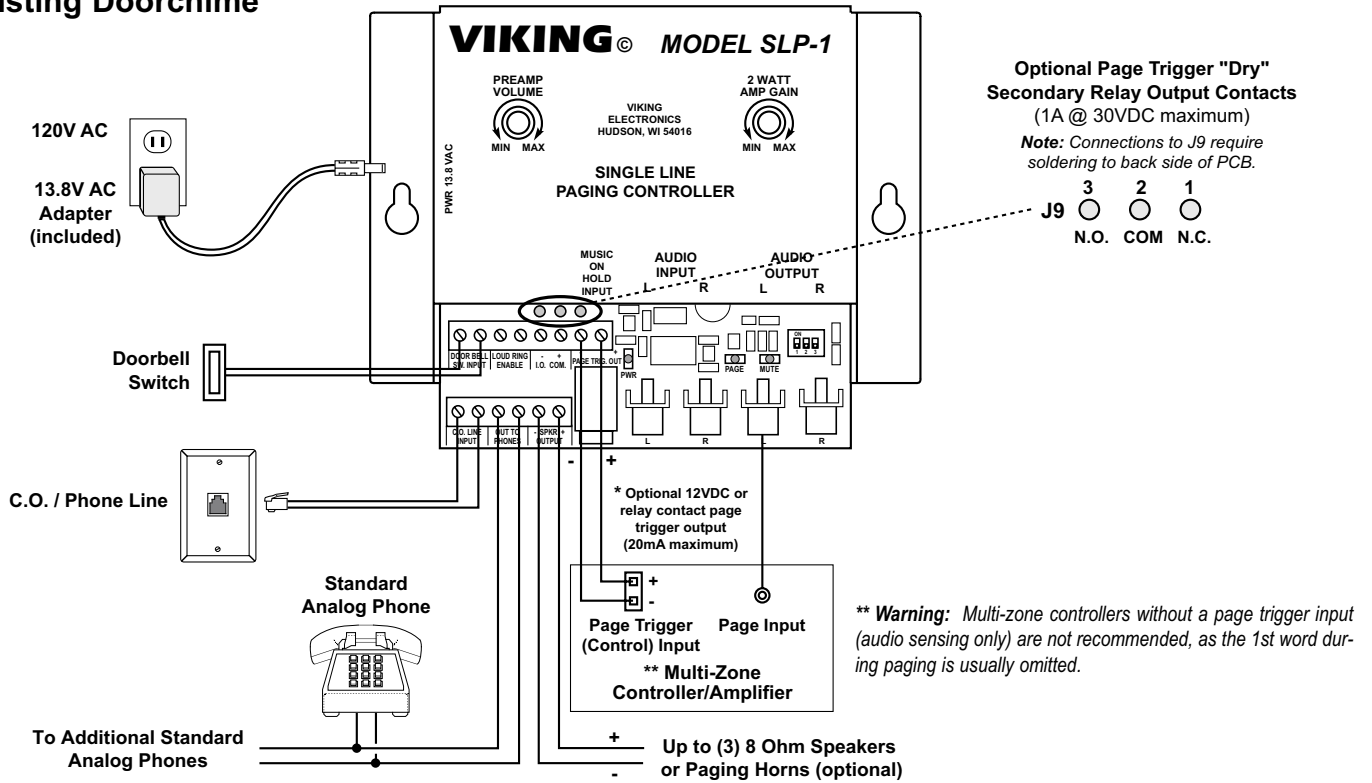 isting Doorchime
VIKING© MODEL SLP-1
PREAMP
VOLUME
MIN MAX
VIKING
ELECTRONICS
HUDSON, WI 54016
2 WATT
AMP GAIN
MIN MAX
SINGLE LINE
PAGING CONTROLLER
PWR 13.8 VAC
120V AC
13.8V AC
Adapter
(included)
Optional Page Trigger "Dry"
Secondary Relay Output Contacts
(1A @ 30VDC maximum)
Note: Connections to J9 require
soldering to back side of PCB.
3 2 1
J9
N.O. COM N.C.
MUSIC
ON
HOLD
INPUT
AUDIO
INPUT
L R
AUDIO
OUTPUT
L R
DOOR BELL
SW. INPUT
LOUD RING
ENABLE
- +
I.O. COM.
- +
PAGE TRIG. OUT
PWR
PAGE
MUTE
ON
1 2 3
L R L R
C.O. LINE
INPUT
OUT TO
PHONES
- SPKR +
OUTPUT
Doorbell
Switch
C.O. / Phone Line
- +
* Optional 12VDC or
relay contact page
trigger output
(20mA maximum)
+
-
Page Trigger
(Control) Input
Page Input
** Multi-Zone
Controller/Amplifier
** Warning: Multi-zone controllers without a page trigger input
(audio sensing only) are not recommended, as the 1st word dur-
ing paging is usually omitted.
Standard
Analog Phone
To Additional Standard
Analog Phones
+
-
Up to (3) 8 Ohm Speakers
or Paging Horns (optional)